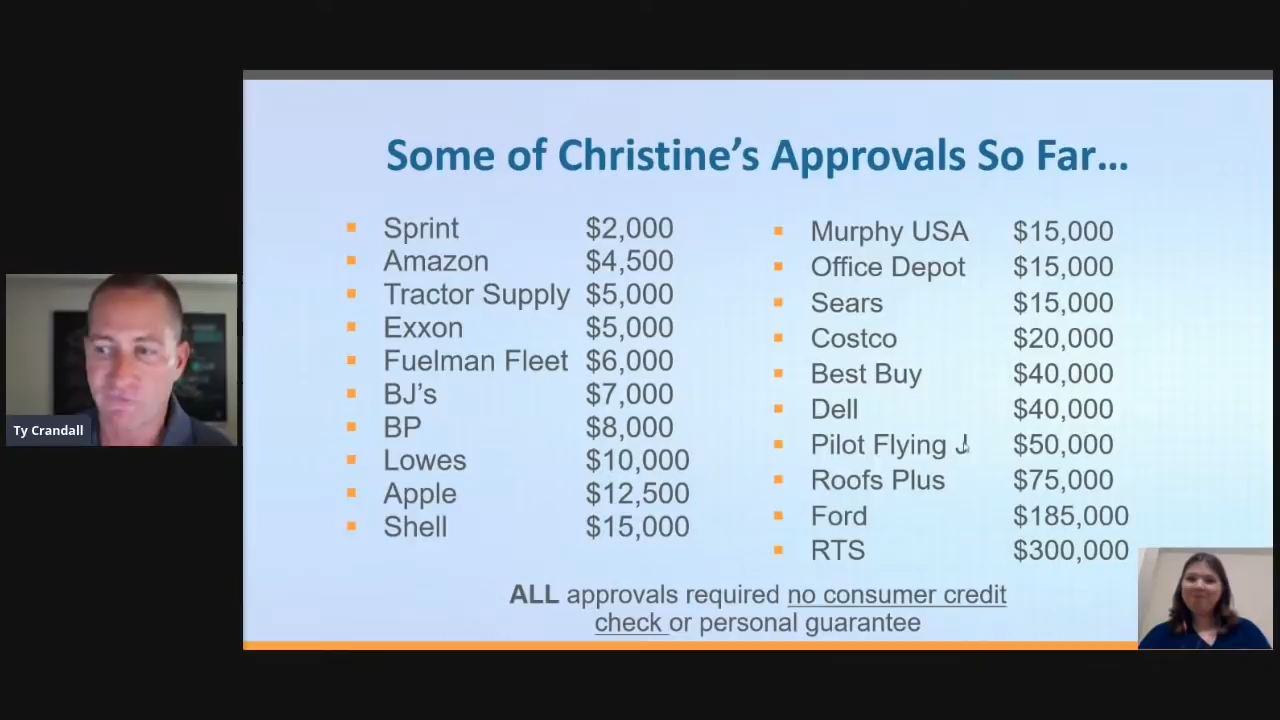 Some of Christine’s Approvals So Far…
Sprint $2,000
Amazon $4,500
Tractor Supply $5,000
Exxon $5,000
Fuelman Fleet $6,000
BJ’s $7,000
BP $8,000
Lowes $10,000
Apple $12,500
Shell $15,000
Murphy USA $15,000
Office Depot $15,000
Sears $15,000
Costco $20,000
Best Buy $40,000
Dell $40,000
Pilot Flying J $50,000
Roofs Plus $75,000
Ford $185,000
RTS $300,000
ALL approvals required no consumer credit
check or personal guarantee
Ty Crandall